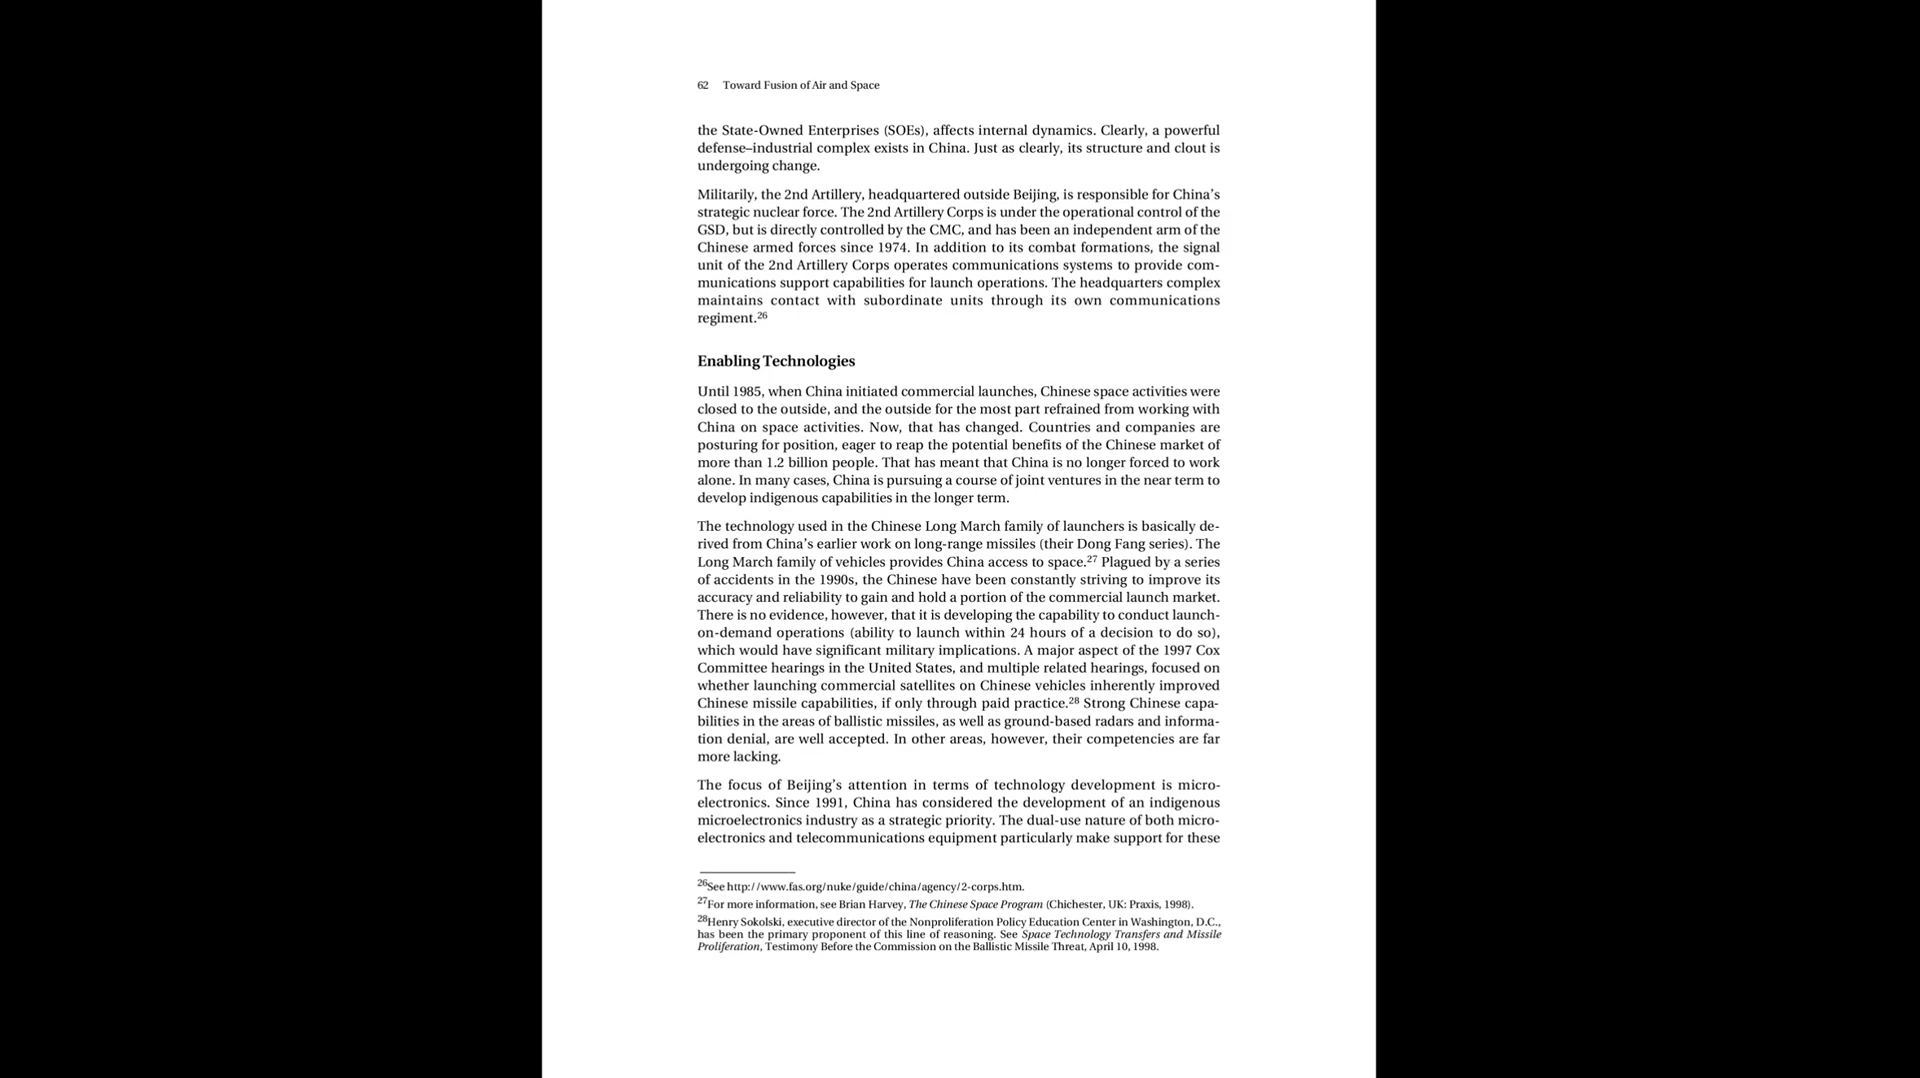 62 Toward Fusion of Air and Space
the State-Owned Enterprises (SOEs), affects internal dynamics. Clearly, a powerful
defense–industrial complex exists in China. Just as clearly, its structure and clout is
undergoing change.
Militarily, the 2nd Artillery, headquartered outside Beijing, is responsible for China's
strategic nuclear force. The 2nd Artillery Corps is under the operational control of the
GSD, but is directly controlled by the CMC, and has been an independent arm of the
Chinese armed forces since 1974. In addition to its combat formations, the signal
unit of the 2nd Artillery Corps operates communications systems to provide com-
munications support capabilities for launch operations. The headquarters complex
maintains contact with subordinate units through its own communications
regiment.26
Enabling Technologies
Until 1985, when China initiated commercial launches, Chinese space activities were
closed to the outside, and the outside for the most part refrained from working with
China on space activities. Now, that has changed. Countries and companies are
posturing for position, eager to reap the potential benefits of the Chinese market of
more than 1.2 billion people. That has meant that China is no longer forced to work
alone. In many cases, China is pursuing a course of joint ventures in the near term to
develop indigenous capabilities in the longer term.
The technology used in the Chinese Long March family of launchers is basically de-
rived from China's earlier work on long-range missiles (their Dong Fang series). The
Long March family of vehicles provides China access to space.27 Plagued by a series
of accidents in the 1990s, the Chinese have been constantly striving to improve its
accuracy and reliability to gain and hold a portion of the commercial launch market.
There is no evidence, however, that it is developing the capability to conduct launch-
on-demand operations (ability to launch within 24 hours of a decision to do so),
which would have significant military implications. A major aspect of the 1997 Cox
Committee hearings in the United States, and multiple related hearings, focused on
whether launching commercial satellites on Chinese vehicles inherently improved
Chinese missile capabilities, if only through paid practice.28 Strong Chinese capa-
bilities in the areas of ballistic missiles, as well as ground-based radars and informa-
tion denial, are well accepted. In other areas, however, their competencies are far
more lacking.
The focus of Beijing's attention in terms of technology development is micro-
electronics. Since 1991, China has considered the development of an indigenous
microelectronics industry as a strategic priority. The dual-use nature of both micro-
electronics and telecommunications equipment particularly make support for these
26See http://www.fas.org/nuke/guide/china/agency/2-corps.htm.
27For more information, see Brian Harvey, The Chinese Space Program (Chichester, UK: Praxis, 1998).
28Henry Sokolski, executive director of the Nonproliferation Policy Education Center in Washington, D.C.,
has been the primary proponent of this line of reasoning. See Space Technology Transfers and Missile
Proliferation, Testimony Before the Commission on the Ballistic Missile Threat, April 10, 1998.